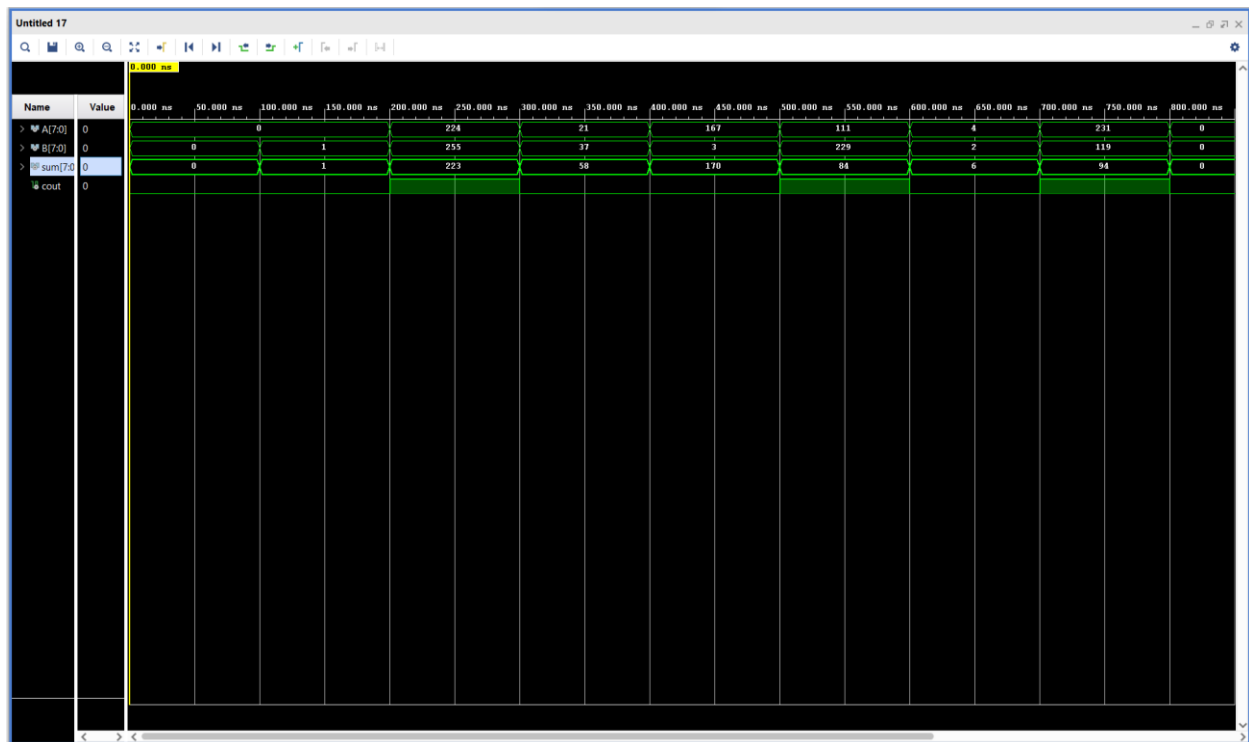 Untitled 17
0.000 ns
Name Value 0.000 ns 50.000 ns 100.000 ns 150.000 ns 200.000 ns 250.000 ns 300.000 ns 350.000 ns 400.000 ns 450.000 ns 500.000 ns 550.000 ns 600.000 ns 650.000 ns 700.000 ns 750.000 ns 800.000 ns
A[7:0] 0 0 224 21 167 111 4 231 0
B[7:0] 0 0 1 255 37 3 229 2 119 0
sum[7:0 0 0 1 223 58 170 84 6 94 0
cout 0